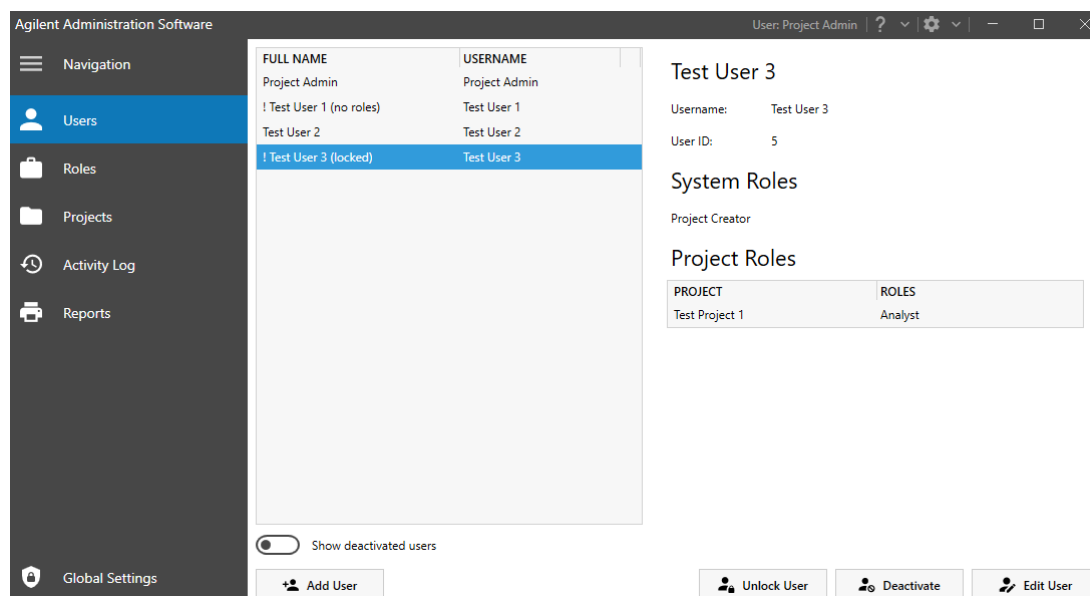 Agilent Administration Software
User: Project Admin
?
Navigation
Users
Roles
Projects
Activity Log
Reports
Global Settings
FULL NAME USERNAME
Project Admin Project Admin
! Test User 1 (no roles) Test User 1
Test User 2 Test User 2
! Test User 3 (locked) Test User 3
Show deactivated users
Add User
Test User 3
Username: Test User 3
User ID: 5
System Roles
Project Creator
Project Roles
PROJECT ROLES
Test Project 1 Analyst
Unlock User
Deactivate
Edit User